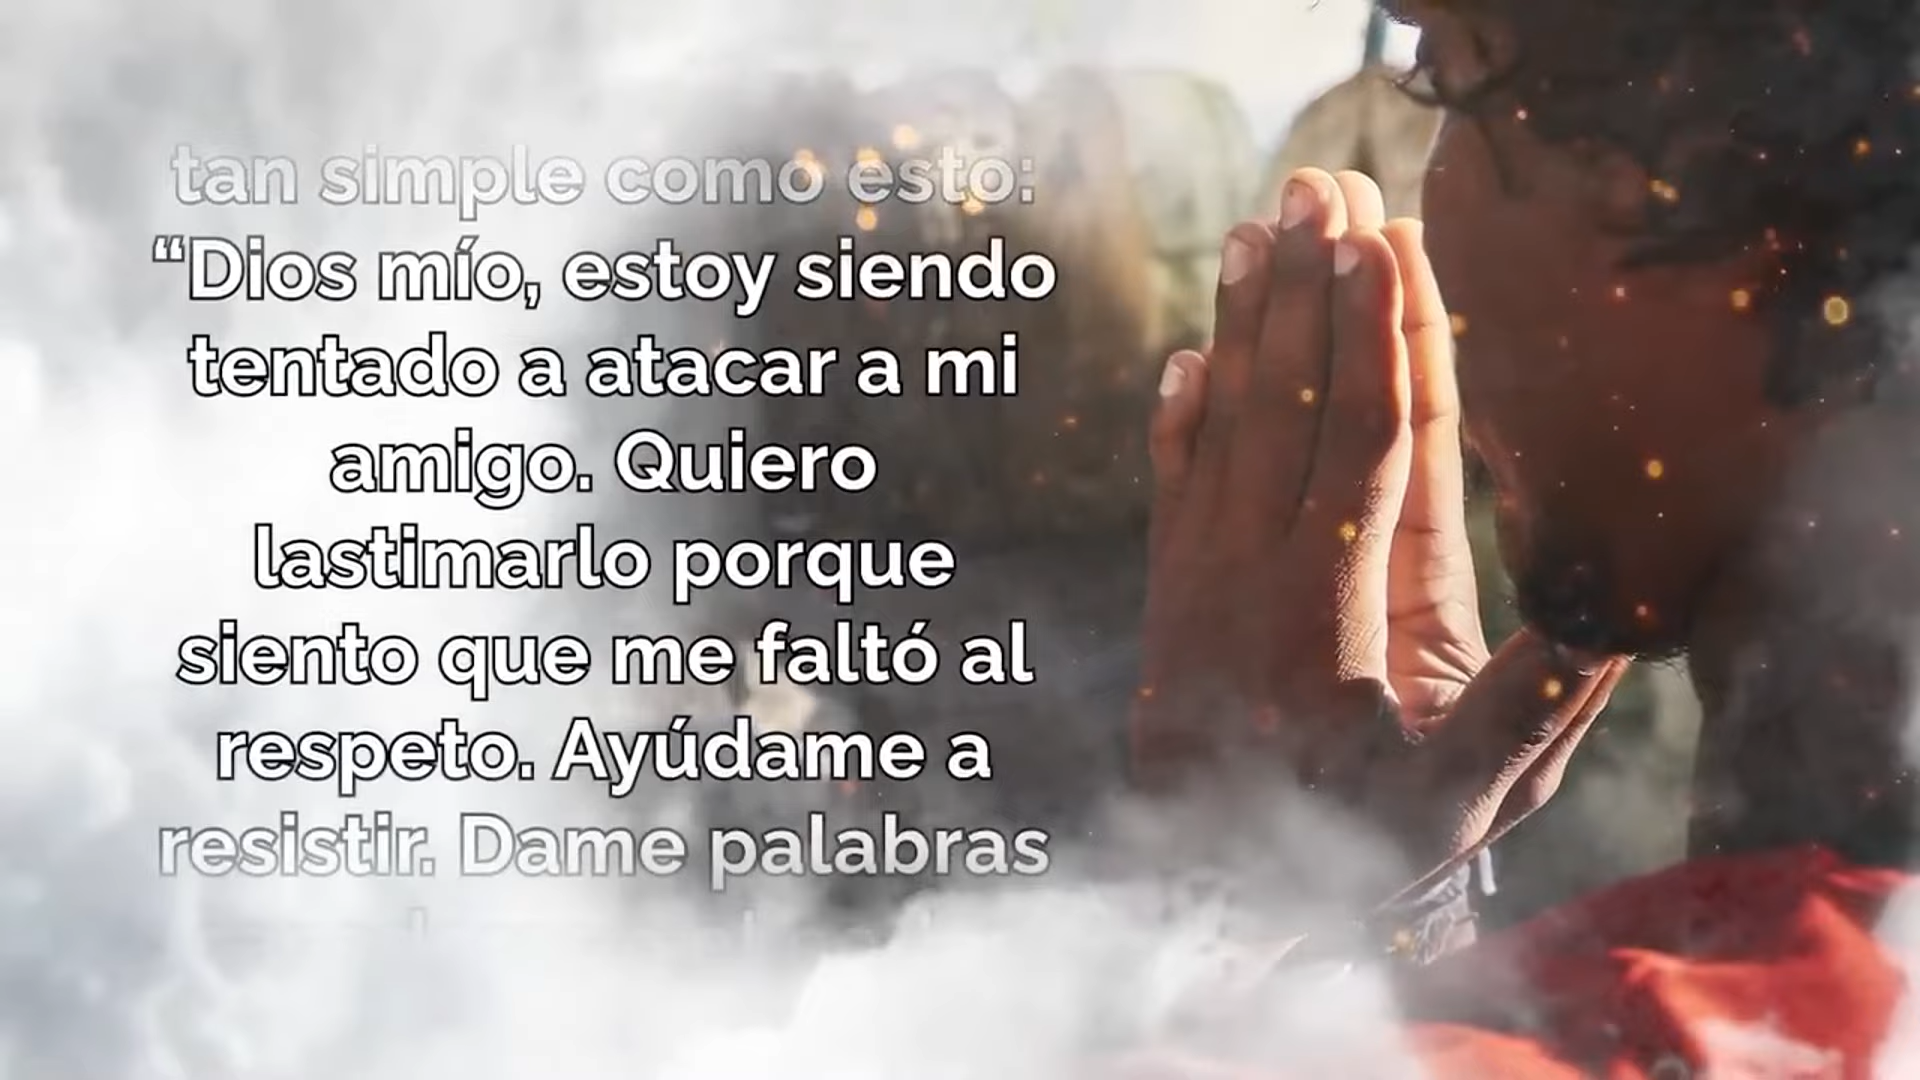 tan simple como esto:
“Dios mío, estoy siendo
tentado a atacar a mi
amigo. Quiero
lastimarlo porque
siento que me faltó al
respeto. Ayúdame a
resistir. Dame palabras